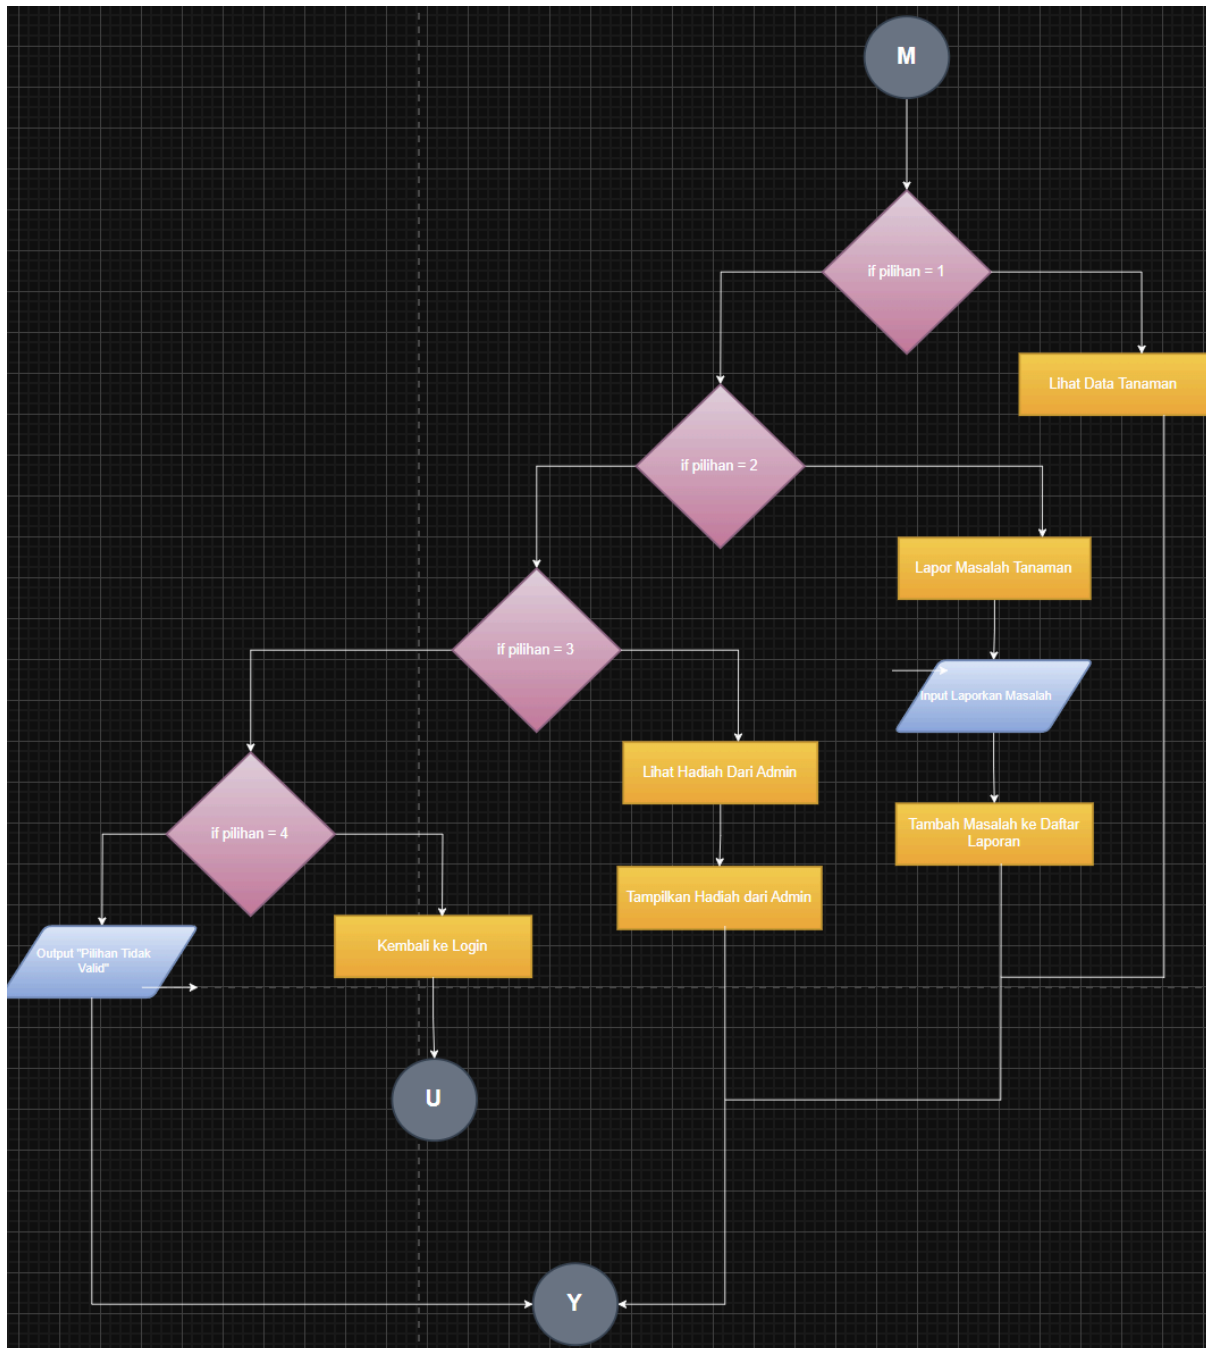 M
if pilihan = 1
Lihat Data Tanaman
if pilihan = 2
Lapor Masalah Tanaman
if pilihan = 3
Input Laporkan Masalah
Lihat Hadiah Dari Admin
Tambah Masalah ke Daftar
Laporan
if pilihan = 4
Tampilkan Hadiah dari Admin
Output "Pilihan Tidak
Valid"
Kembali ke Login
U
Y